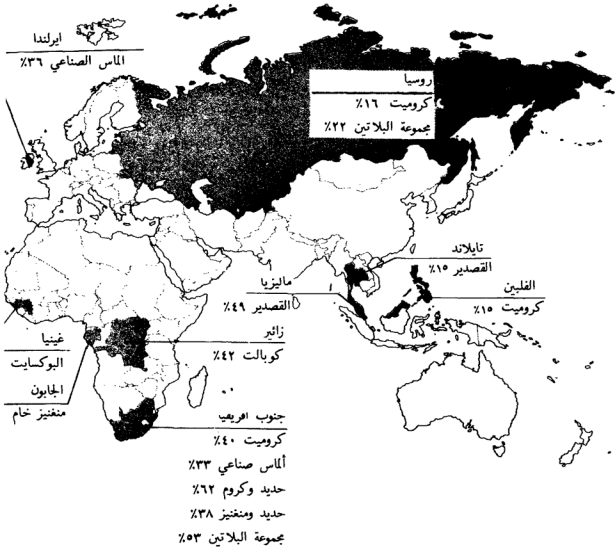 ايرلندا
الماس الصناعي ٣٦٪
روسيا
كروميت ١٦٪
مجموعة البلاتين ٢٢٪
تايلاند
القصدير ١٥٪
الفلبين
كروميت ١٥٪
ماليزيا
القصدير ٤٩٪
زائير
كوبالت ٤٢٪
غينيا
البوكسايت
الجابون
منغنيز خام
جنوب افريقيا
كروميت ٤٠٪
ألماس صناعي ٣٣٪
حديد وكروم ٦٢٪
حديد ومنغنيز ٣٨٪
مجموعة البلاتين ٥٣٪